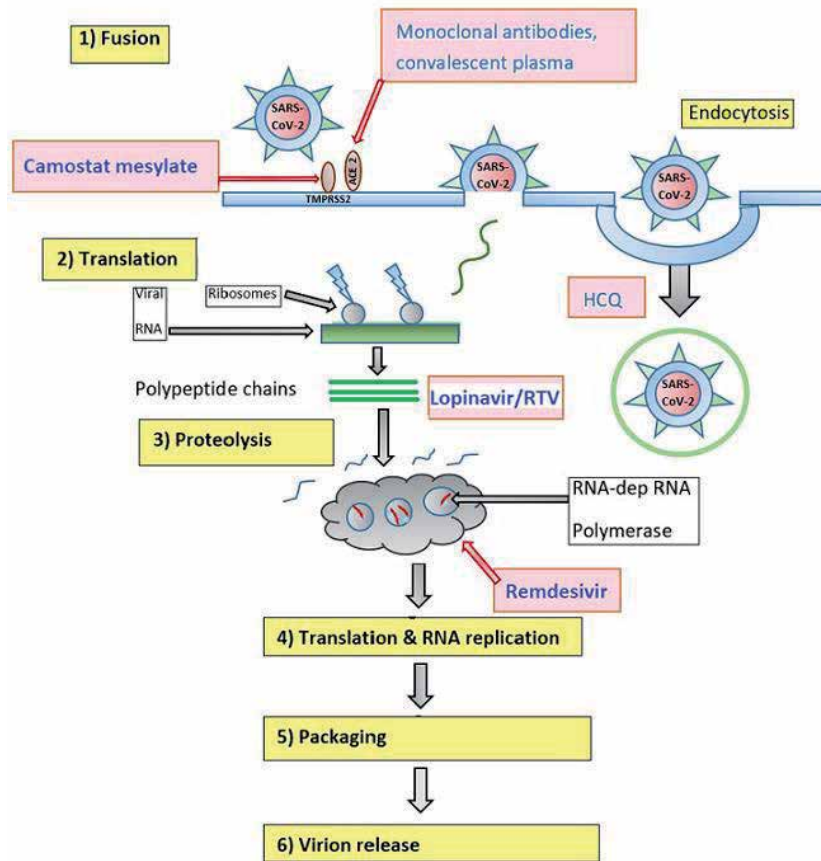 1) Fusion
Monoclonal antibodies,
convalescent plasma
SARS-
CoV-2
Endocytosis
Camostat mesylate
ACE 2
TMPRSS2
SARS-
CoV-2
SARS-
CoV-2
2) Translation
Viral
RNA
Ribosomes
HCQ
Polypeptide chains
Lopinavir/RTV
SARS-
CoV-2
3) Proteolysis
RNA-dep RNA
Polymerase
Remdesivir
4) Translation & RNA replication
5) Packaging
6) Virion release